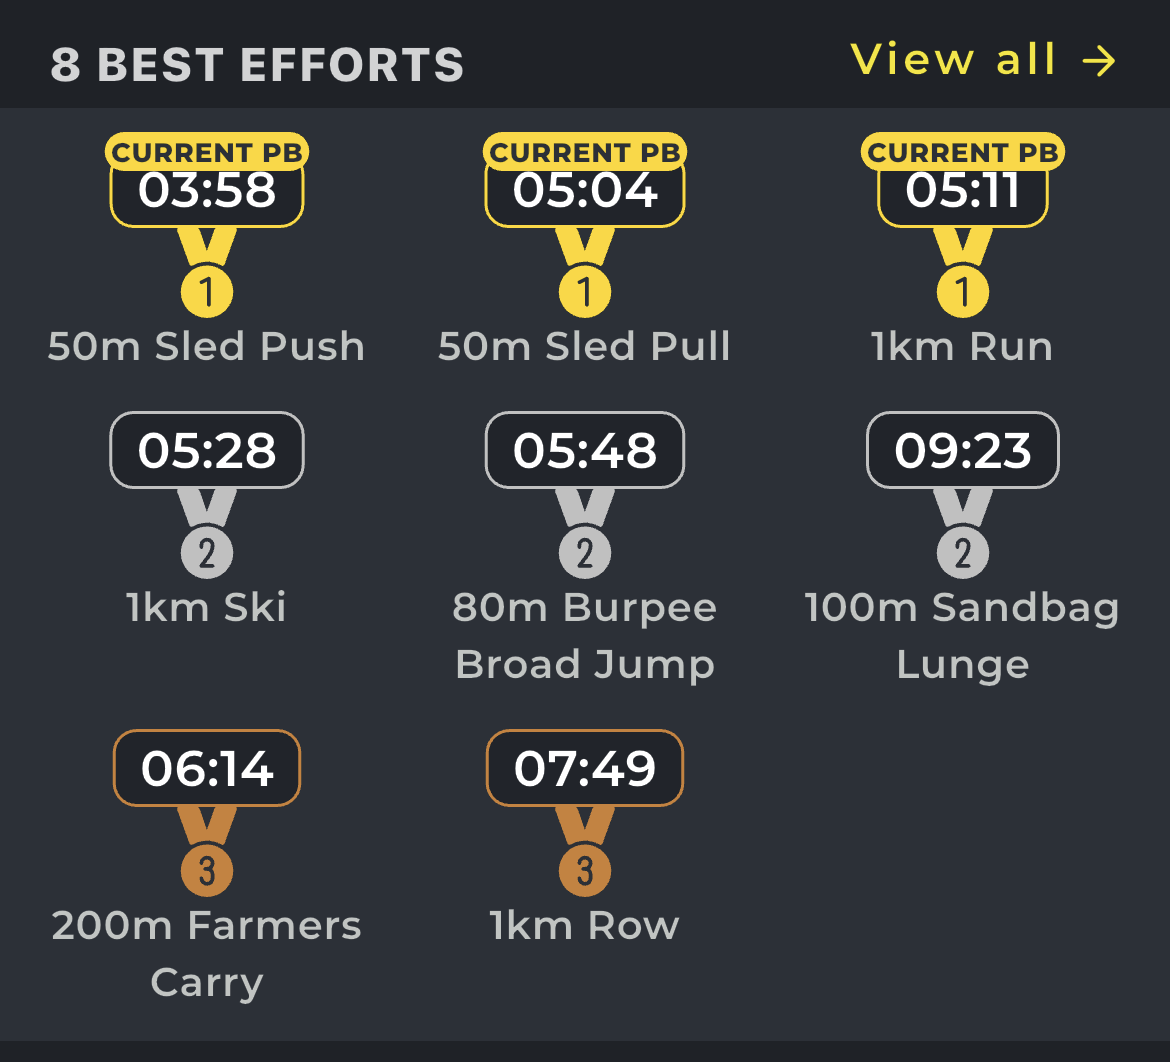 8 BEST EFFORTS
View all →
CURRENT PB
03:58
1
50m Sled Push
CURRENT PB
05:04
1
50m Sled Pull
CURRENT PB
05:11
1
1km Run
05:28
2
1km Ski
05:48
2
80m Burpee
Broad Jump
09:23
2
100m Sandbag
Lunge
06:14
3
200m Farmers
Carry
07:49
3
1km Row